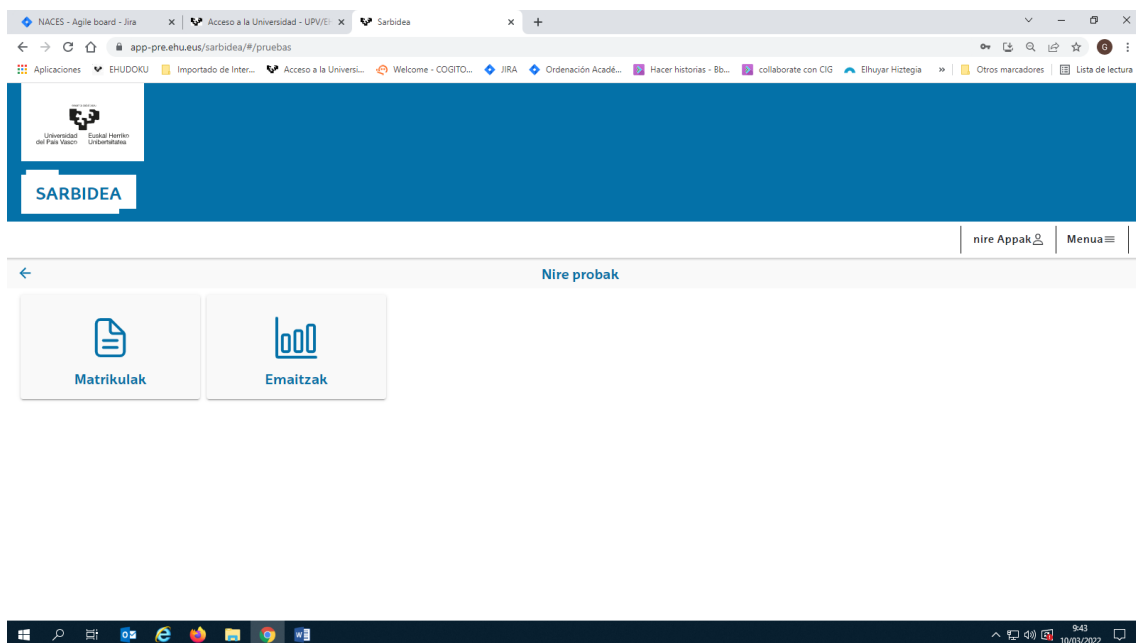 NACES - Agile board - Jira
Acceso a la Universidad - UPV/EH
Sarbidea
app-pre.ehu.eus/sarbidea/#/pruebas
G
Aplicaciones EHUDOKU Importado de Inter... Acceso a la Universi... Welcome - COGITO... JIRA Ordenación Acadé... Hacer historias - Bb... collaborate con CIG Elhuyar Hiztegia » Otros marcadores Lista de lectura
Universidad del País Vasco
Euskal Herriko Unibertsitatea
SARBIDEA
nire Appak Menua
Nire probak
Matrikulak Emaitzak
9:43
10/03/2022